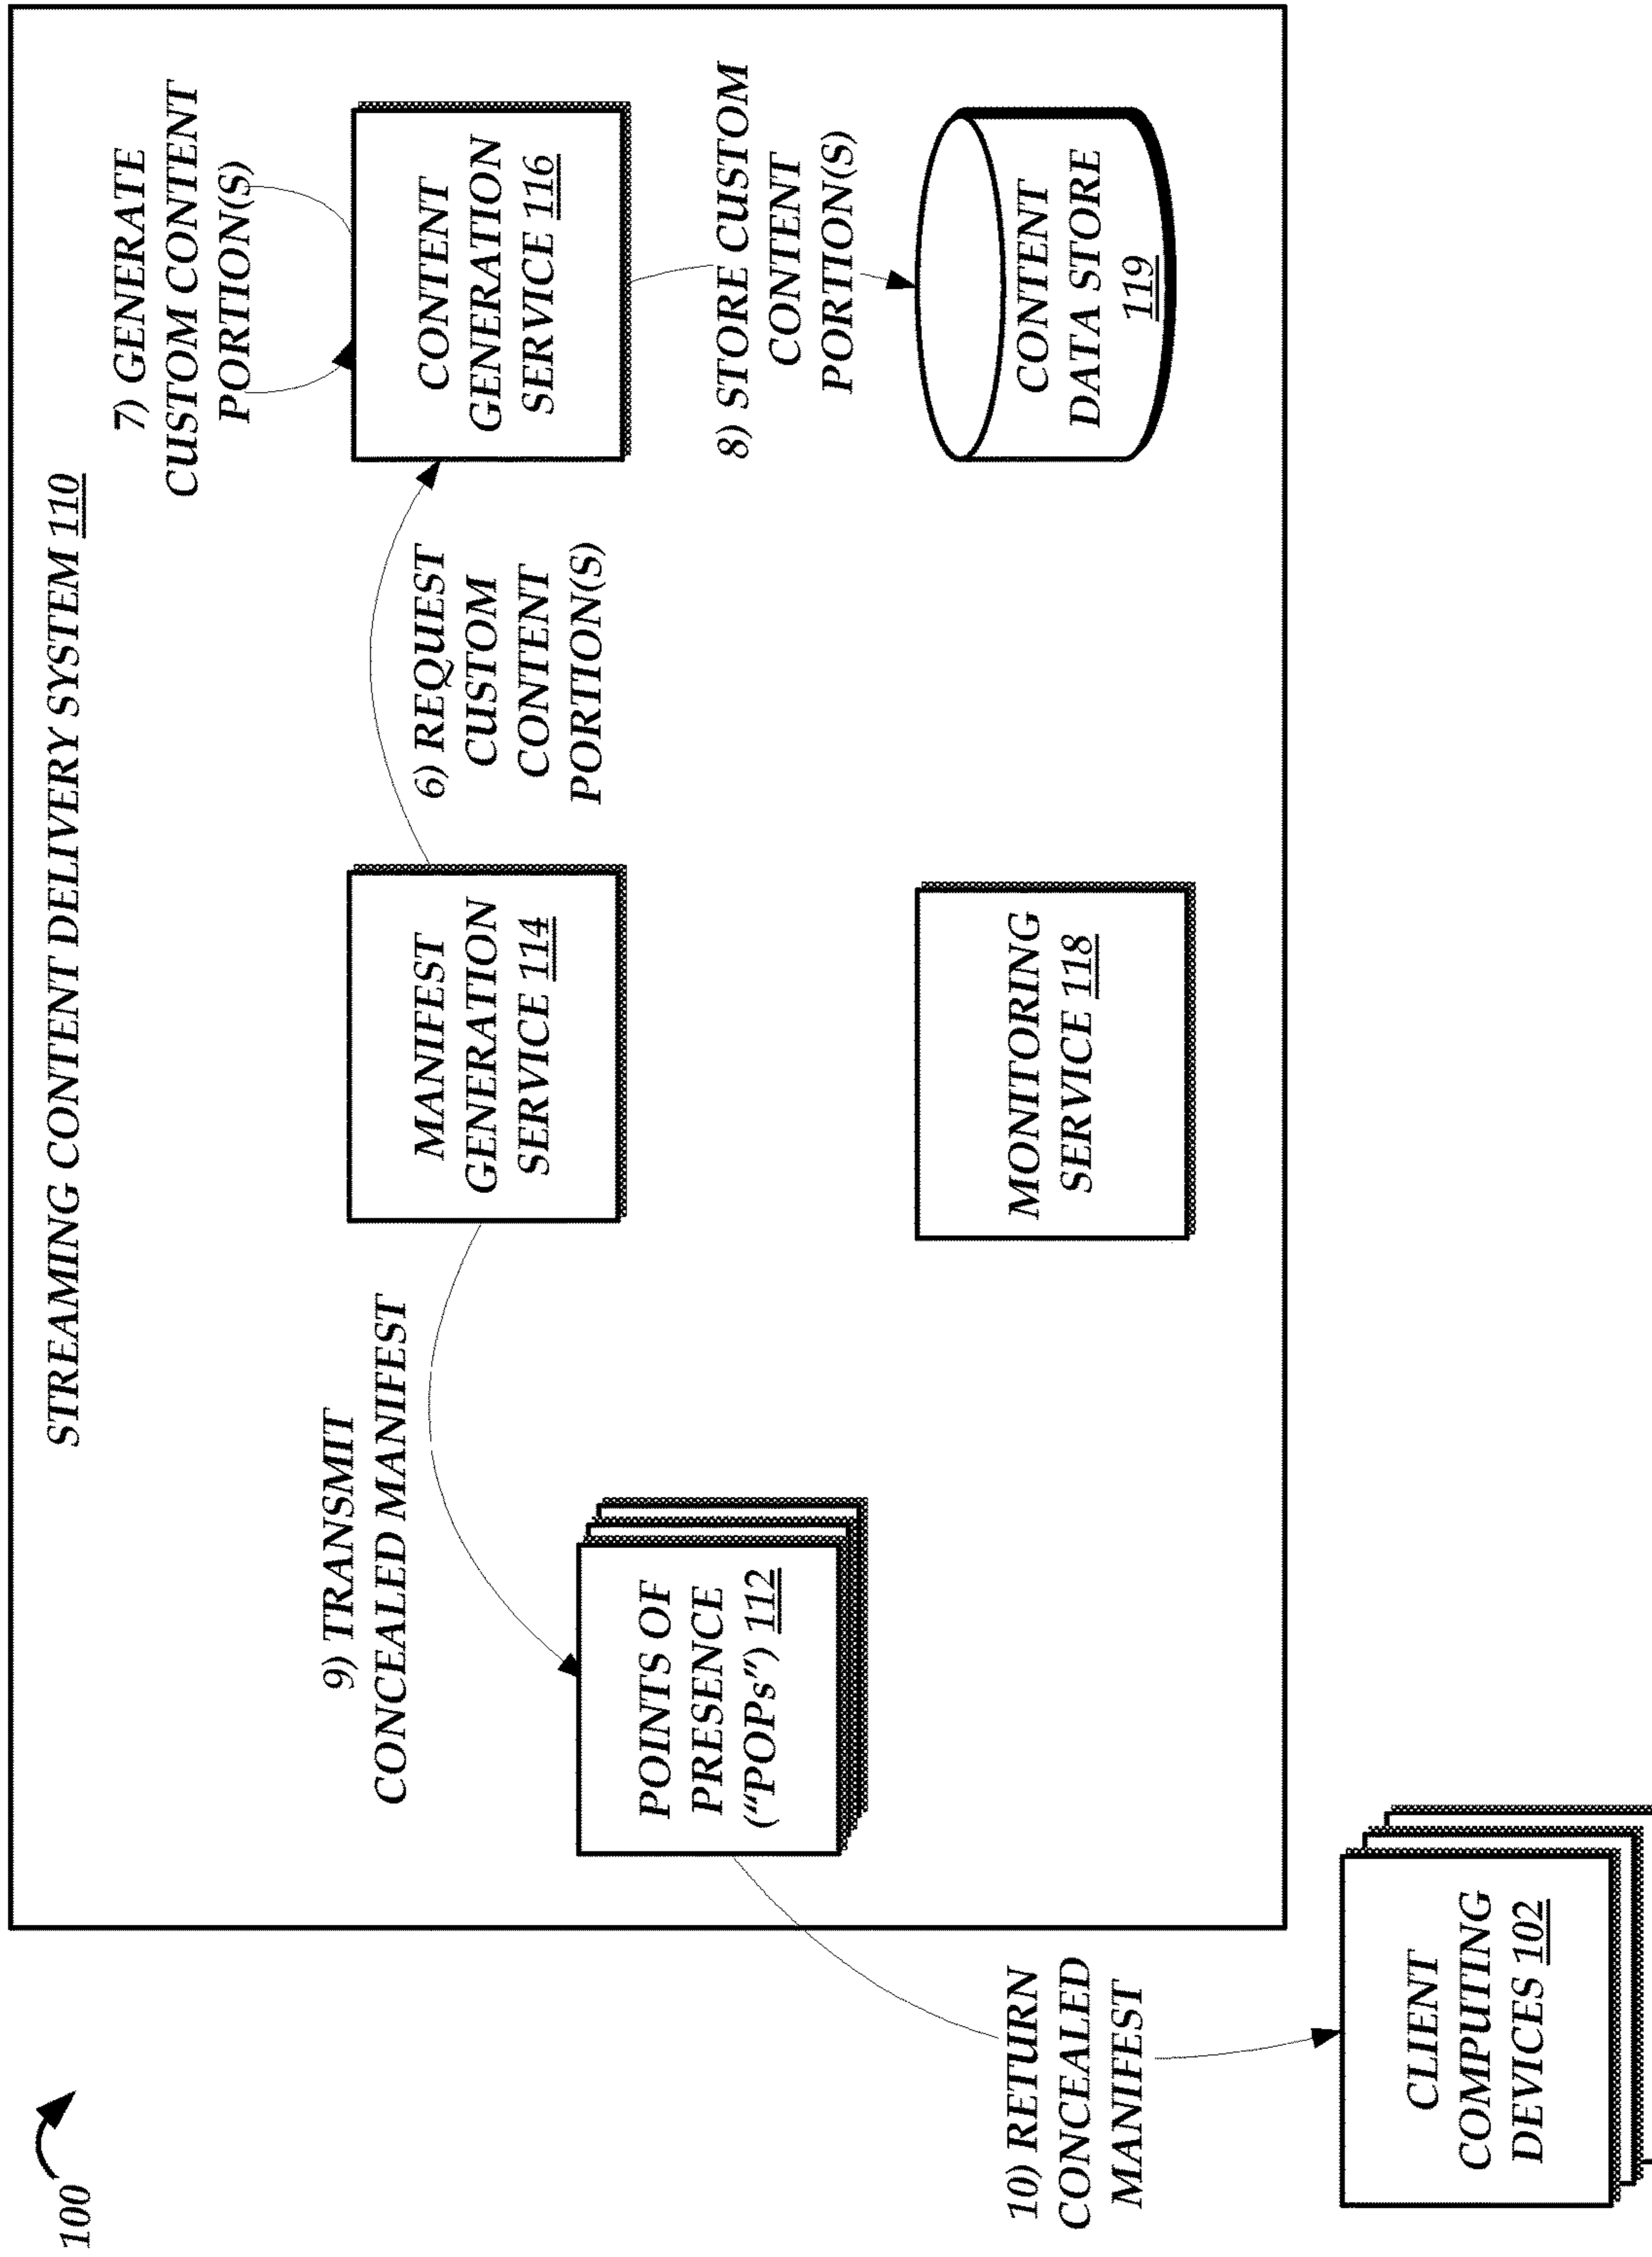 100
STREAMING CONTENT DELIVERY SYSTEM 110
7) GENERATE
CUSTOM CONTENT
PORTION(S)
9) TRANSMIT
CONCEALED MANIFEST
MANIFEST
GENERATION
SERVICE 114
6) REQUEST
CUSTOM
CONTENT
PORTION(S)
CONTENT
GENERATION
SERVICE 116
POINTS OF
PRESENCE
("POPs") 112
8) STORE CUSTOM
CONTENT
PORTION(S)
10) RETURN
CONCEALED
MANIFEST
MONITORING
SERVICE 118
CONTENT
DATA STORE
119
CLIENT
COMPUTING
DEVICES 102